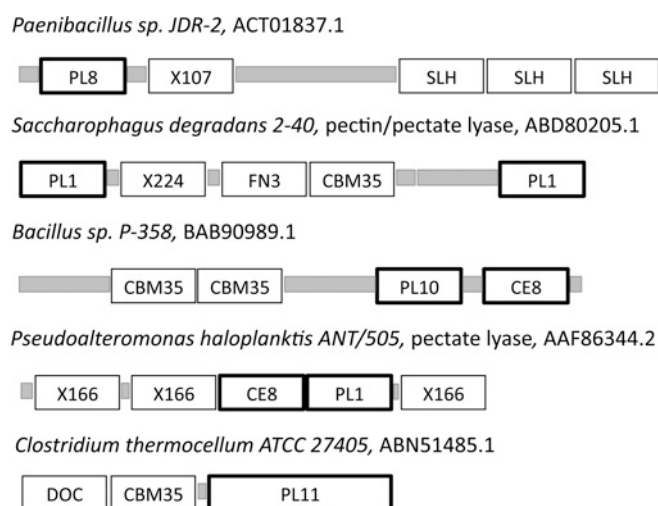 Paenibacillus sp. JDR-2, ACT01837.1
PL8 X107 SLH SLH SLH
Saccharophagus degradans 2-40, pectin/pectate lyase, ABD80205.1
PL1 X224 FN3 CBM35 PL1
Bacillus sp. P-358, BAB90989.1
CBM35 CBM35 PL10 CE8
Pseudoalteromonas haloplanktis ANT/505, pectate lyase, AAF86344.2
X166 X166 CE8 PL1 X166
Clostridium thermocellum ATCC 27405, ABN51485.1
DOC CBM35 PL11